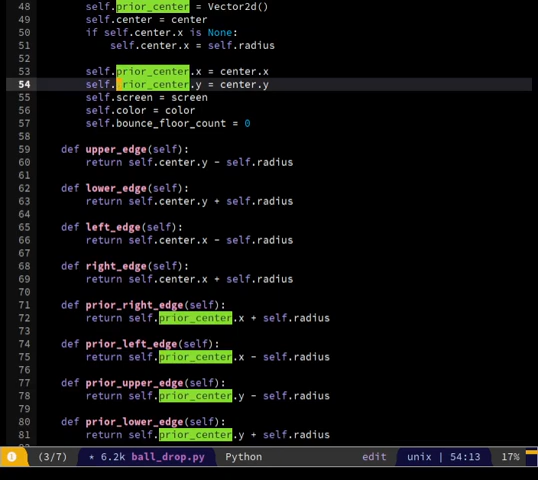 48 self.prior_center = Vector2d()
49 self.center = center
50 if self.center.x is None:
51 self.center.x = self.radius
52
53 self.prior_center.x = center.x
54 self.prior_center.y = center.y
55 self.screen = screen
56 self.color = color
57 self.bounce_floor_count = 0
58
59 def upper_edge(self):
60 return self.center.y - self.radius
61
62 def lower_edge(self):
63 return self.center.y + self.radius
64
65 def left_edge(self):
66 return self.center.x - self.radius
67
68 def right_edge(self):
69 return self.center.x + self.radius
70
71 def prior_right_edge(self):
72 return self.prior_center.x + self.radius
73
74 def prior_left_edge(self):
75 return self.prior_center.x - self.radius
76
77 def prior_upper_edge(self):
78 return self.prior_center.y - self.radius
79
80 def prior_lower_edge(self):
81 return self.prior_center.y + self.radius
(3/7) * 6.2k ball_drop.py Python edit unix | 54:13 17%